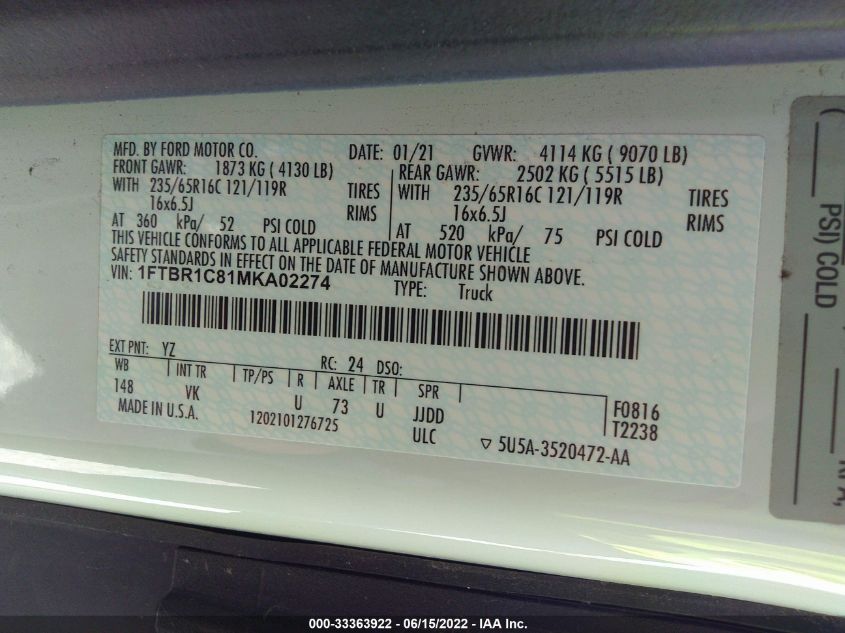 MFD. BY FORD MOTOR CO. DATE: 01/21 GVWR: 4114 KG ( 9070 LB)
FRONT GAWR: 1873 KG ( 4130 LB) REAR GAWR: 2502 KG ( 5515 LB)
WITH 235/65R16C 121/119R TIRES WITH 235/65R16C 121/119R TIRES
16x6.5J RIMS 16x6.5J RIMS
AT 360 kPa/ 52 PSI COLD AT 520 kPa/ 75 PSI COLD
THIS VEHICLE CONFORMS TO ALL APPLICABLE FEDERAL MOTOR VEHICLE
SAFETY STANDARDS IN EFFECT ON THE DATE OF MANUFACTURE SHOWN ABOVE.
VIN: 1FTBR1C81MKA02274 TYPE: Truck
EXT PNT: YZ RC: 24 DSO:
WB INT TR TP/PS R AXLE TR SPR
148 VK U 73 U JJDD F0816
MADE IN U.S.A. 1202101276725 ULC T2238
▽ 5U5A-3520472-AA
PSI) COLD
KPA,
000-33363922 - 06/15/2022 - IAA Inc.